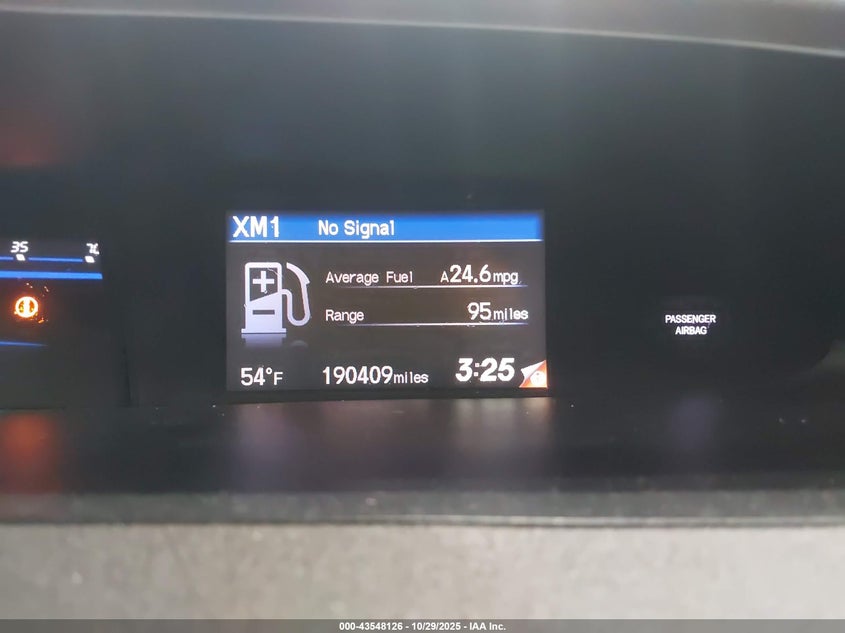 XM1 No Signal
35
Average Fuel A24.6mpg
Range 95miles
PASSENGER
AIRBAG
54°F 190409miles 3:25
000-43548126 - 10/29/2025 - IAA Inc.